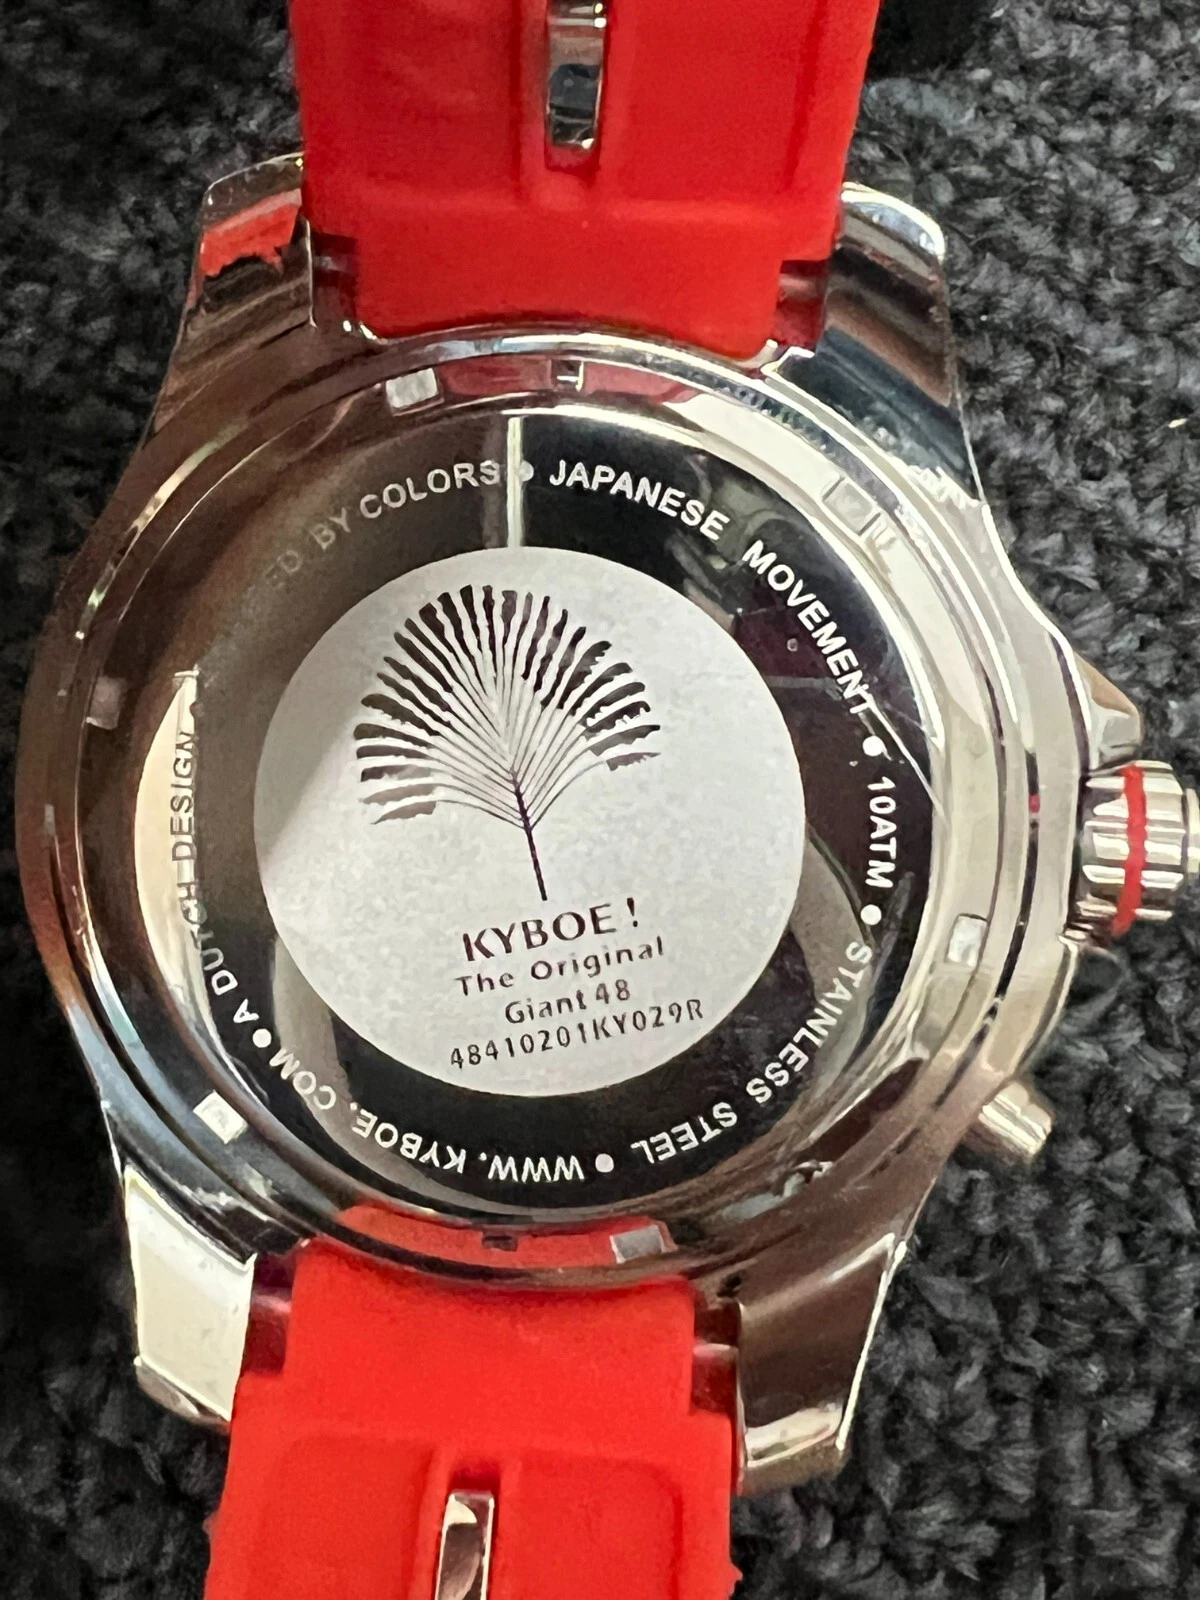 KYBOE!
The Original
Giant 48
48410201KY029R
BY COLORS • JAPANESE MOVEMENT • 10ATM • STAINLESS STEEL • WWW.KYBOE.COM • A DUTCH DESIGN